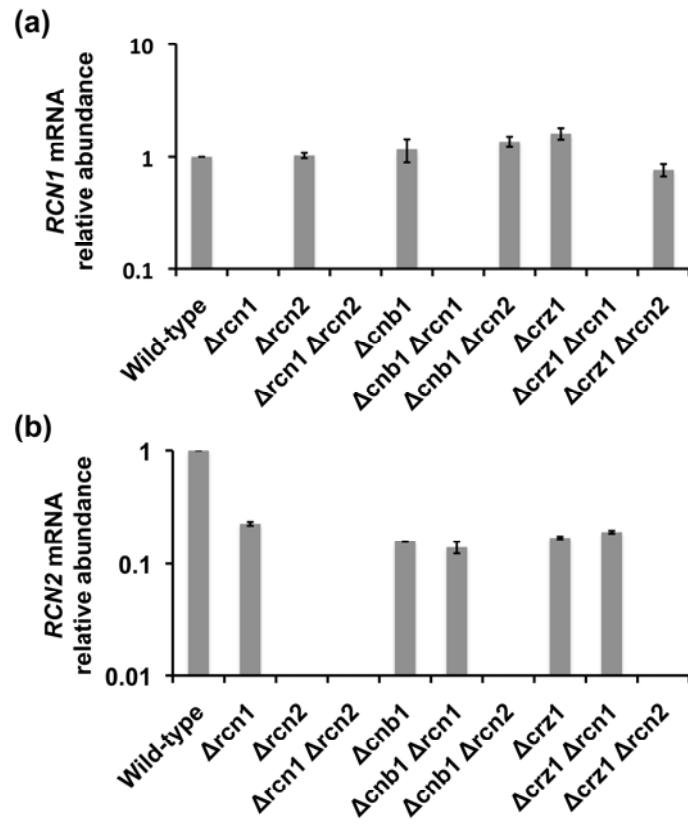 (a)
10
1
0.1
RCN1 mRNA
relative abundance
Wild-type
Δrcn1
Δrcn2
Δrcn1 Δrcn2
Δcnb1
Δcnb1 Δrcn1
Δcnb1 Δrcn2
Δcrz1
Δcrz1 Δrcn1
Δcrz1 Δrcn2
(b)
1
0.1
0.01
RCN2 mRNA
relative abundance
Wild-type
Δrcn1
Δrcn2
Δrcn1 Δrcn2
Δcnb1
Δcnb1 Δrcn1
Δcnb1 Δrcn2
Δcrz1
Δcrz1 Δrcn1
Δcrz1 Δrcn2